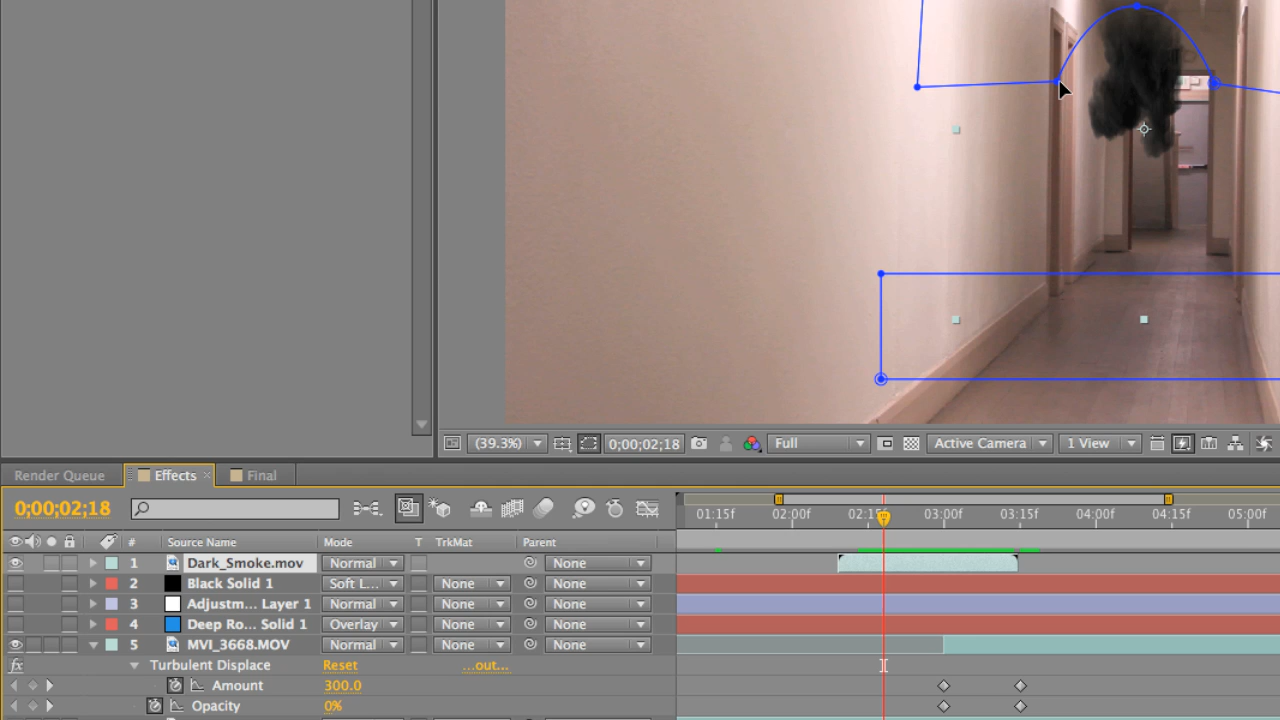 (39.3%) 0;00;02;18 Full Active Camera 1 View
Render Queue Effects × Final
0;00;02;18
01:15f 02:00f 02:15f 03:00f 03:15f 04:00f 04:15f 05:00f
# Source Name Mode T TrkMat Parent
1 Dark_Smoke.mov Normal None
2 Black Solid 1 Soft L... None None
3 Adjustm... Layer 1 Normal None None
4 Deep Ro... Solid 1 Overlay None None
5 MVI_3668.MOV Normal None None
fx Turbulent Displace Reset ...out...
Amount 300.0
Opacity 0%